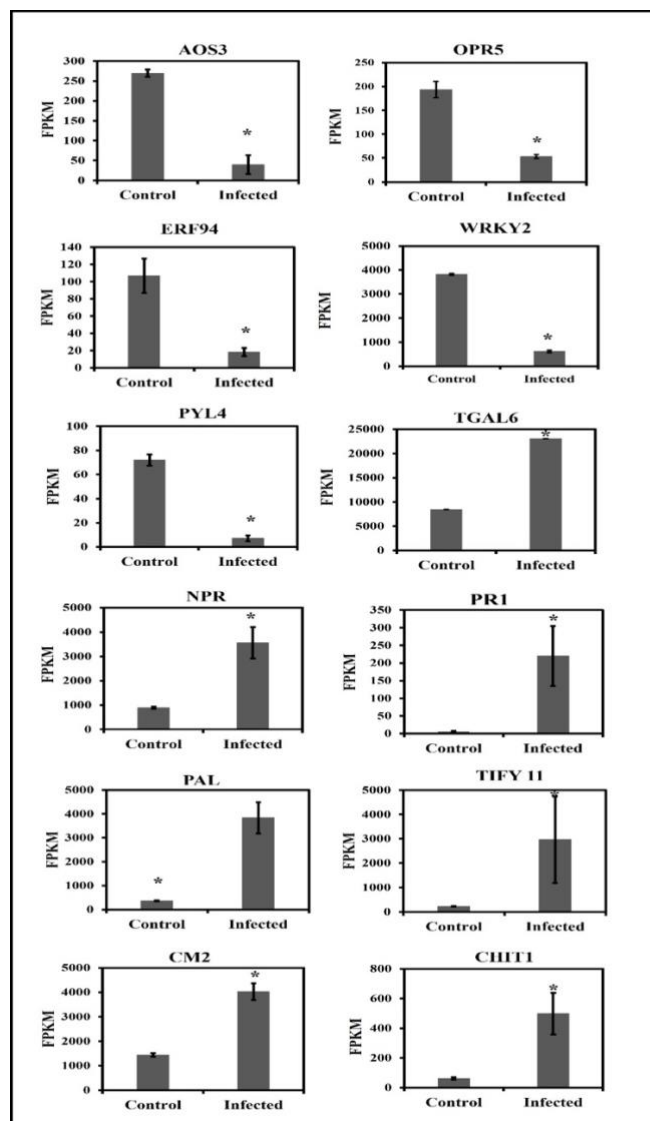 AOS3
300
250
200
150
100
50
0
FPKM
*
Control Infected
OPR5
200
150
100
50
0
FPKM
*
Control Infected
ERF94
140
120
100
80
60
40
20
0
FPKM
*
Control Infected
WRKY2
5000
4000
3000
2000
1000
0
FPKM
*
Control Infected
PYL4
100
80
60
40
20
0
FPKM
*
Control Infected
TGAL6
25000
20000
15000
10000
5000
0
FPKM
*
Control Infected
NPR
5000
4000
3000
2000
1000
0
FPKM
*
Control Infected
PR1
350
300
250
200
150
100
50
0
FPKM
*
Control Infected
PAL
5000
4000
3000
2000
1000
0
FPKM
*
Control Infected
TIFY 11
5000
4000
3000
2000
1000
0
FPKM
*
Control Infected
CM2
5000
4000
3000
2000
1000
0
FPKM
*
Control Infected
CHIT1
800
600
400
200
0
FPKM
*
Control Infected